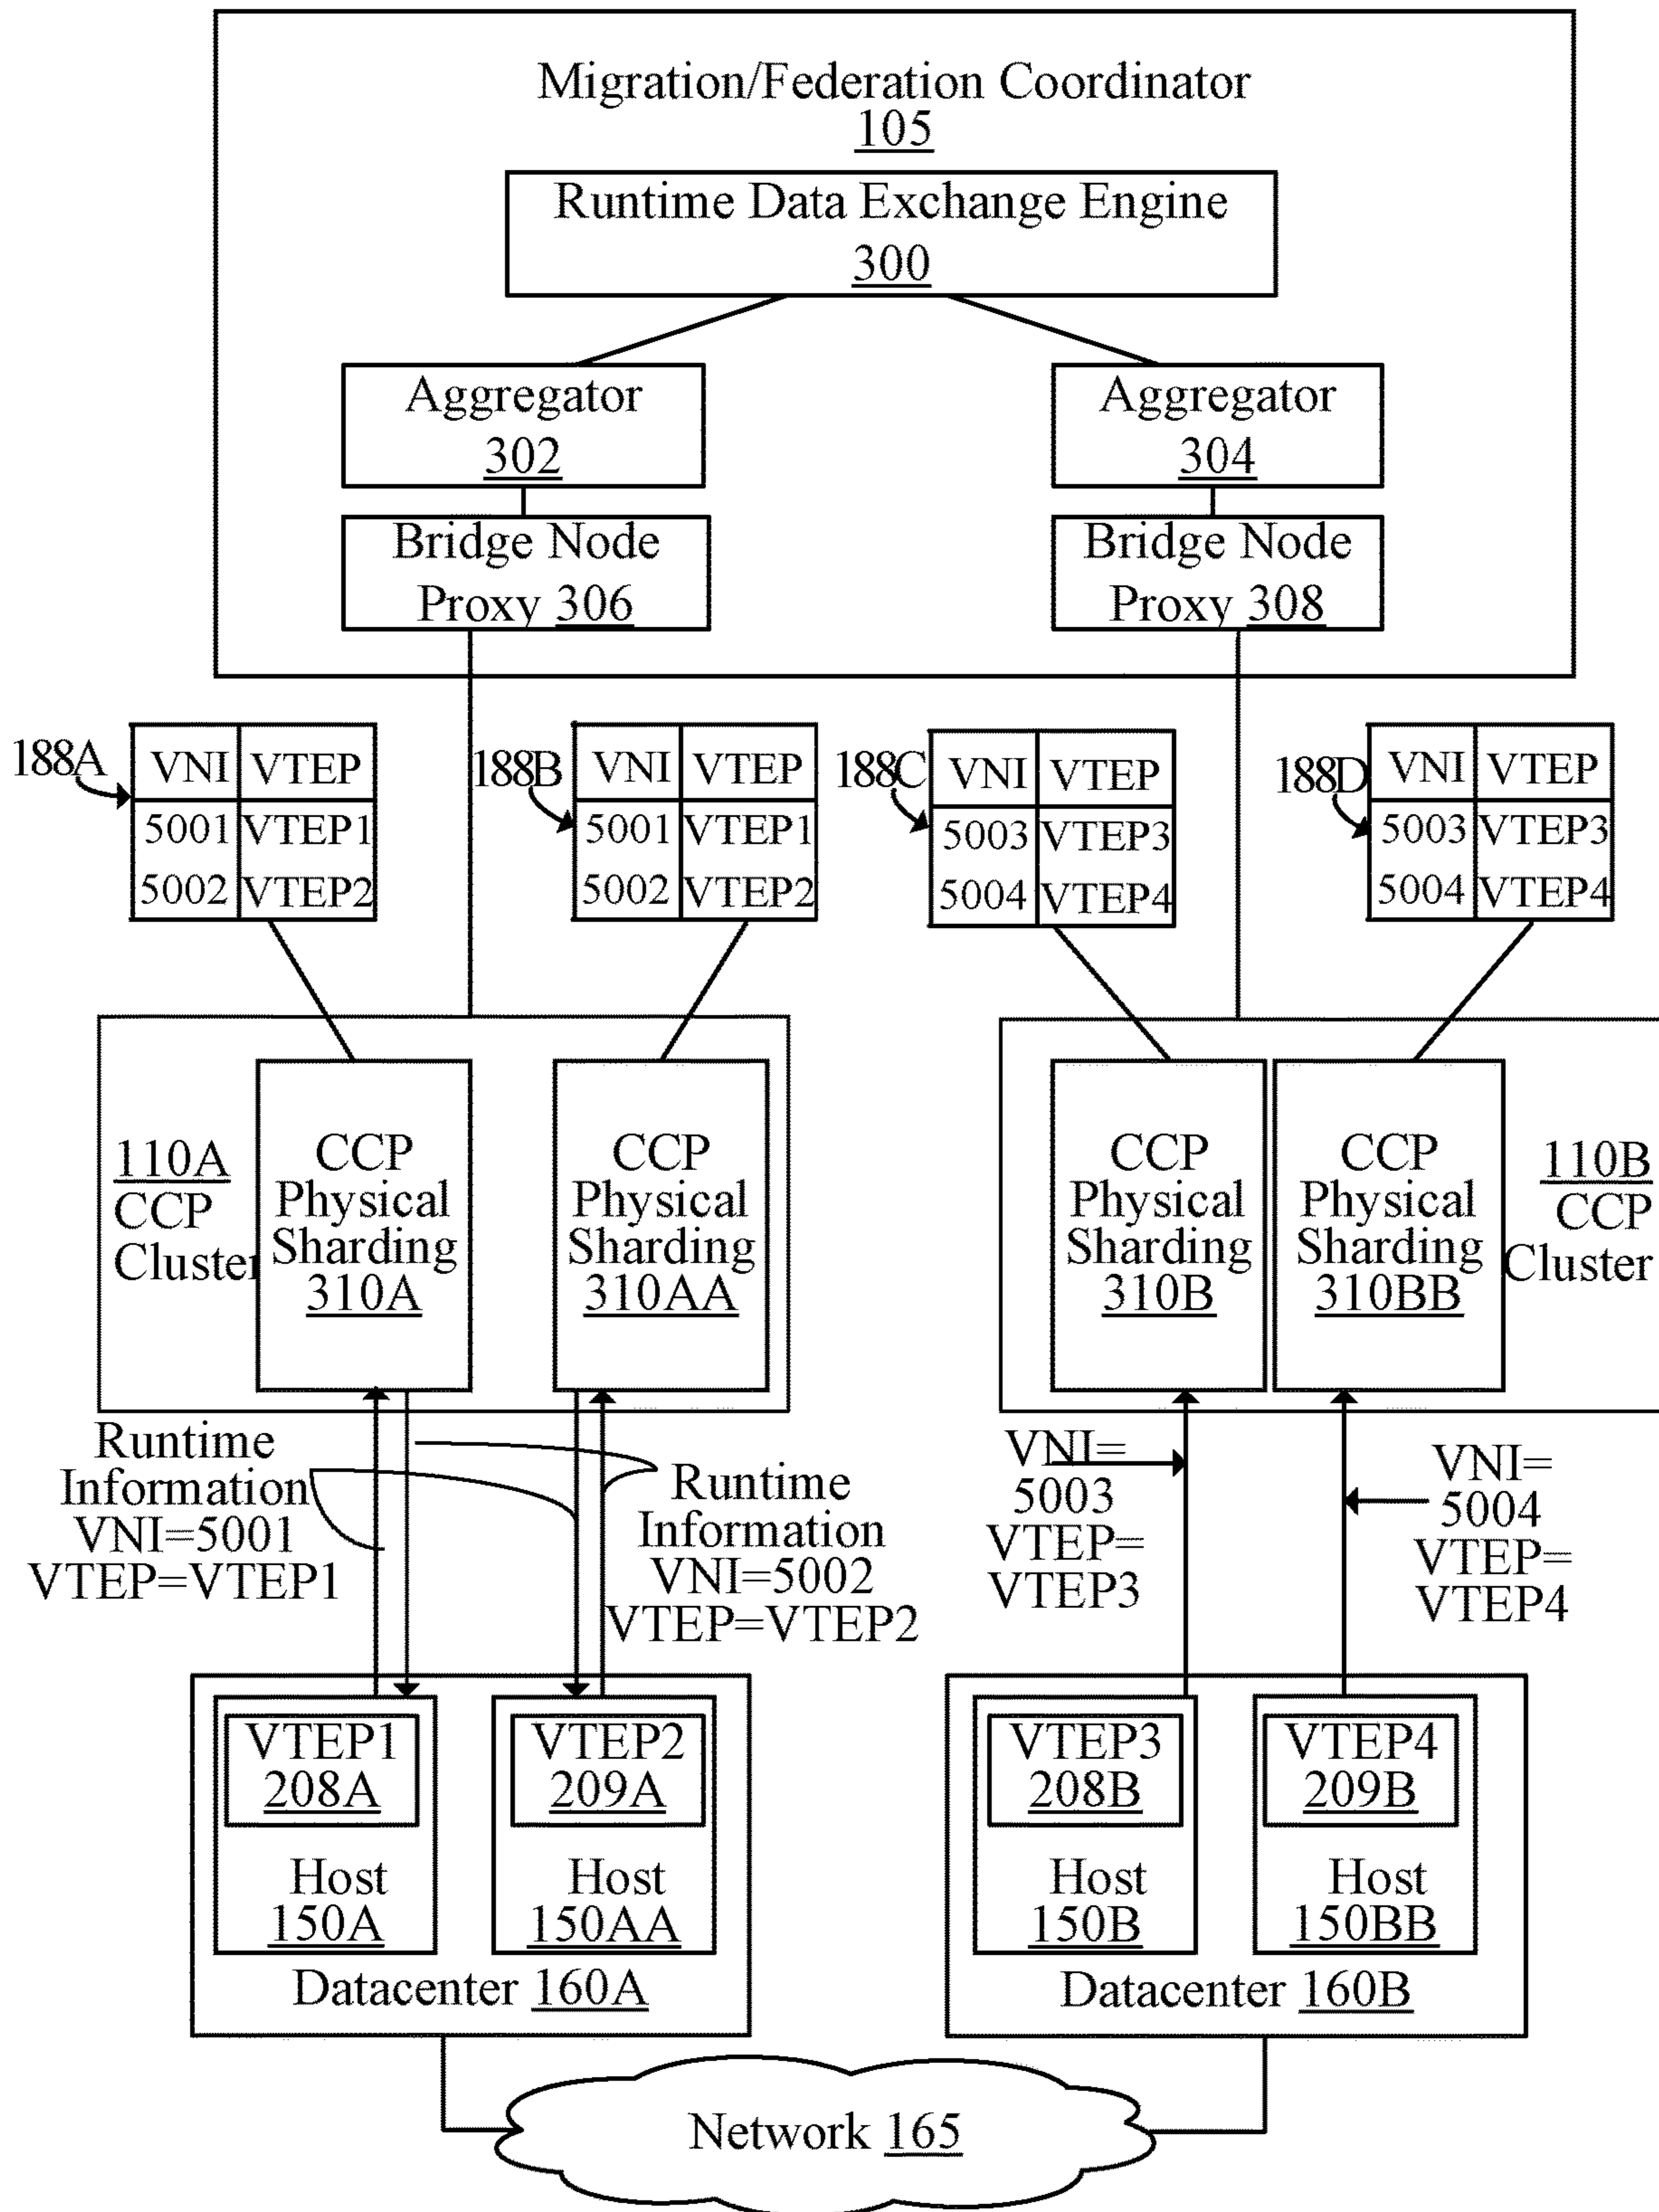 Migration/Federation Coordinator
105
Runtime Data Exchange Engine
300
Aggregator
302
Aggregator
304
Bridge Node
Proxy 306
Bridge Node
Proxy 308
188A
VNI VTEP
5001 VTEP1
5002 VTEP2
188B
VNI VTEP
5001 VTEP1
5002 VTEP2
188C
VNI VTEP
5003 VTEP3
5004 VTEP4
188D
VNI VTEP
5003 VTEP3
5004 VTEP4
110A
CCP
Cluster
CCP
Physical
Sharding
310A
CCP
Physical
Sharding
310AA
CCP
Physical
Sharding
310B
CCP
Physical
Sharding
310BB
110B
CCP
Cluster
Runtime
Information
VNI=5001
VTEP=VTEP1
Runtime
Information
VNI=5002
VTEP=VTEP2
VNI=
5003
VTEP=
VTEP3
VNI=
5004
VTEP=
VTEP4
VTEP1
208A
Host
150A
VTEP2
209A
Host
150AA
Datacenter 160A
VTEP3
208B
Host
150B
VTEP4
209B
Host
150BB
Datacenter 160B
Network 165